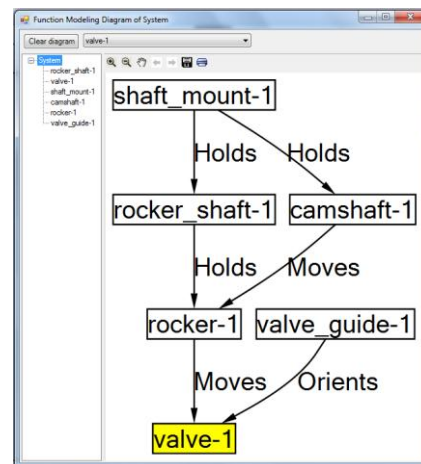 Function Modeling Diagram of System
Clear diagram valve-1
System
rocker_shaft-1
valve-1
shaft_mount-1
camshaft-1
rocker-1
valve_guide-1
shaft_mount-1
Holds Holds
rocker_shaft-1 camshaft-1
Holds Moves
rocker-1 valve_guide-1
Moves Orients
valve-1